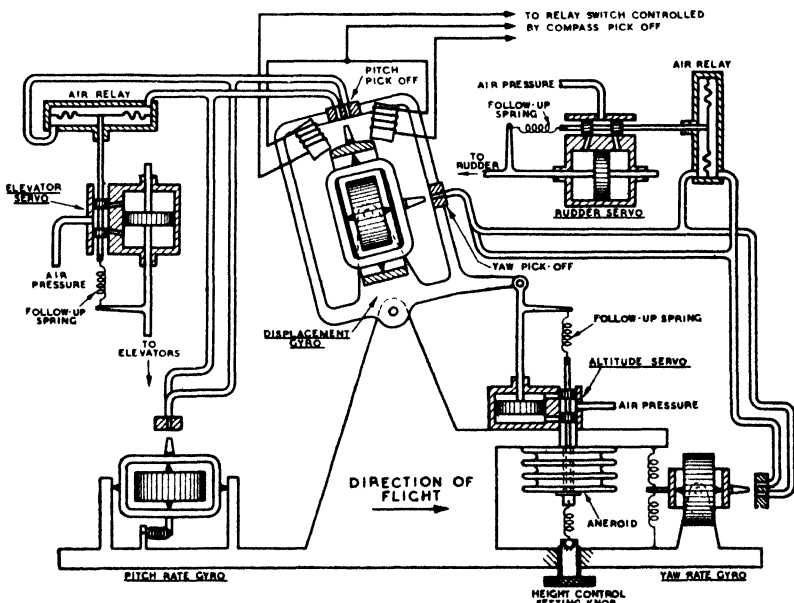 TO RELAY SWITCH CONTROLLED
BY COMPASS PICK OFF
PITCH
PICK OFF
AIR RELAY
AIR PRESSURE
AIR RELAY
FOLLOW-UP
SPRING
TO
RUDDER
RUDDER SERVO
ELEVATOR
SERVO
AIR
PRESSURE
FOLLOW-UP
SPRING
TO
ELEVATORS
YAW PICK-OFF
DISPLACEMENT
GYRO
FOLLOW-UP SPRING
ALTITUDE SERVO
AIR PRESSURE
DIRECTION OF
FLIGHT
ANEROID
PITCH RATE GYRO
YAW RATE GYRO
HEIGHT CONTROL
SETTING KNOB